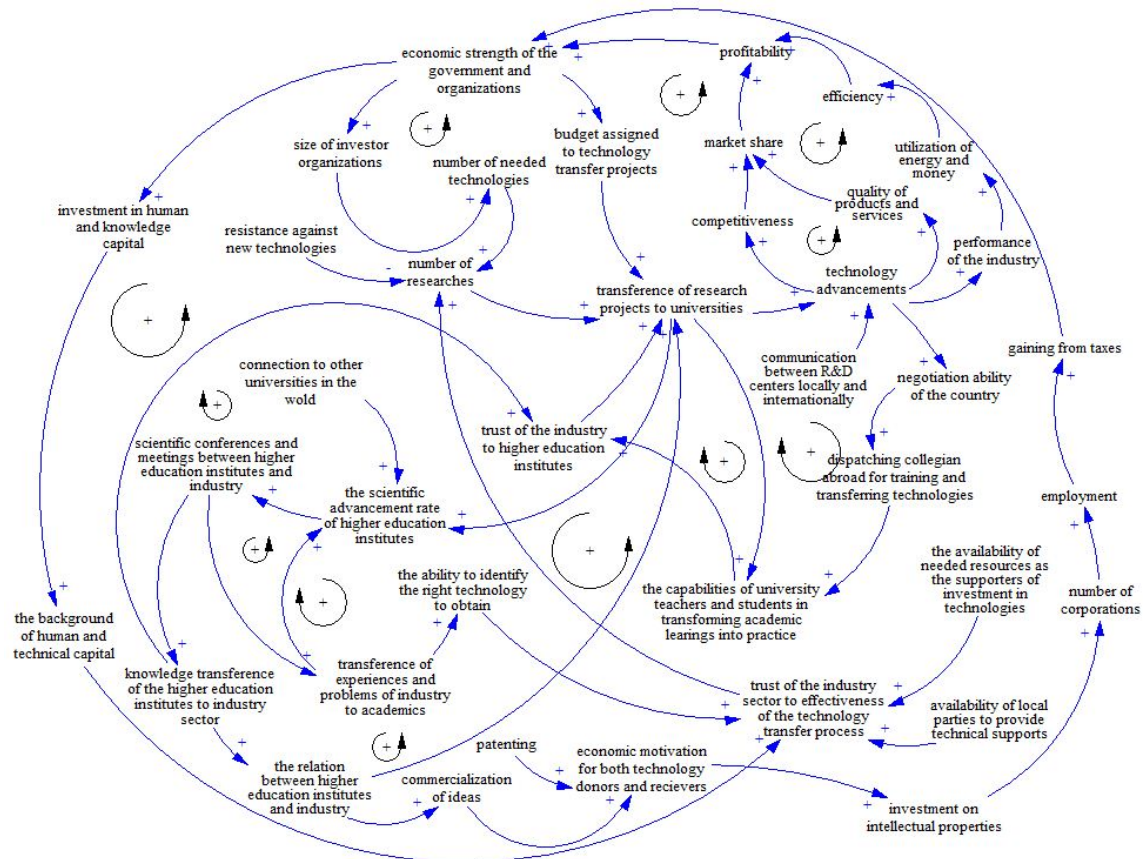 economic strength of the
government and
organizations
profitability
efficiency
size of investor
organizations
number of needed
technologies
budget assigned
to technology
transfer projects
market share
utilization of
energy and
money
investment in human
and knowledge
capital
resistance against
new technologies
competitiveness
quality of
products and
services
performance
of the industry
number of
researches
transference of research
projects to universities
technology
advancements
connection to other
universities in the
wold
communication
between R&D
centers locally and
internationally
negotiation ability
of the country
gaining from taxes
scientific conferences and
meetings between higher
education institutes and
industry
trust of the industry
to higher education
institutes
dispatching collegian
abroad for training and
transferring technologies
the scientific
advancement rate
of higher education
institutes
employment
the ability to identify
the right technology
to obtain
the capabilities of university
teachers and students in
transforming academic
learings into practice
the availability of
needed resources as
the supporters of
investment in
technologies
number of
corporations
the background
of human and
technical capital
knowledge transference
of the higher education
institutes to industry
sector
transference of
experiences and
problems of industry
to academics
trust of the industry
sector to effectiveness
of the technology
transfer process
availability of local
parties to provide
technical supports
the relation
between higher
education institutes
and industry
patenting
commercialization
of ideas
economic motivation
for both technology
donors and recievers
investment on
intellectual properties